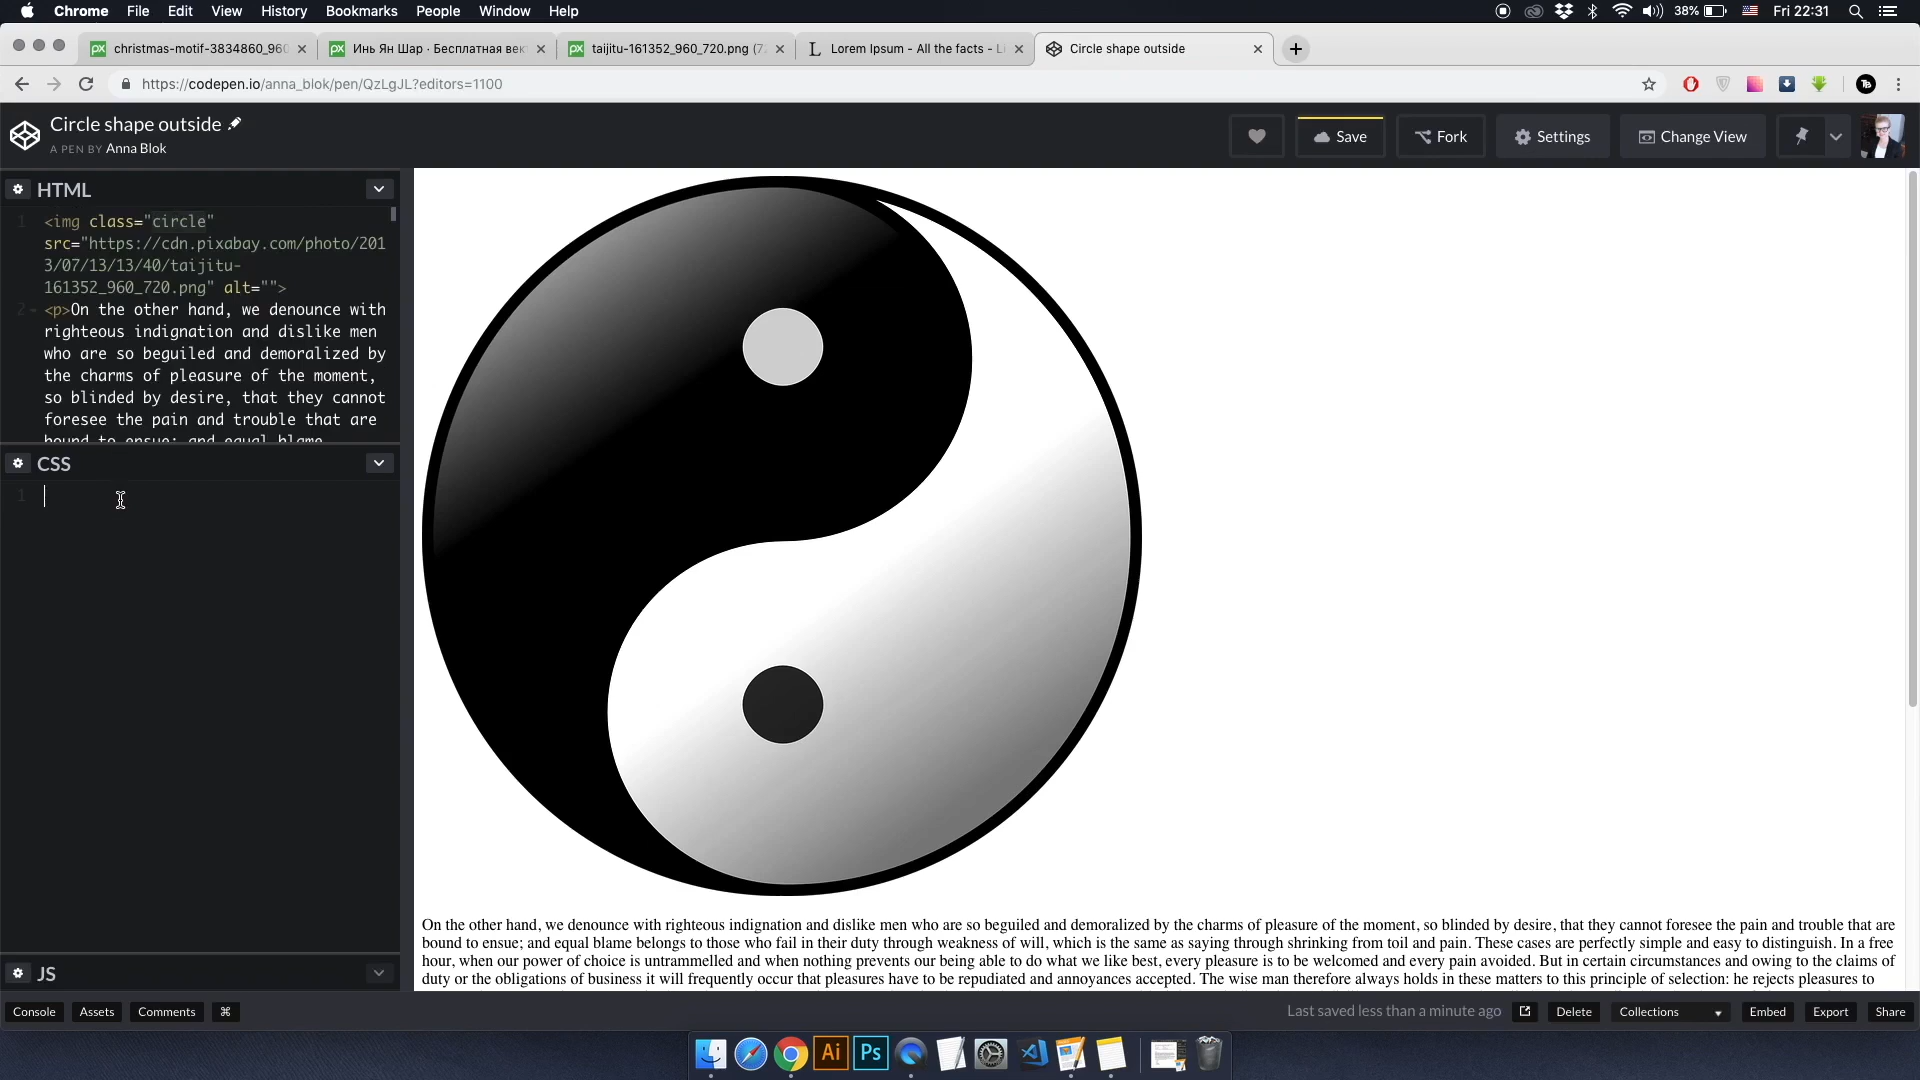 Chrome File Edit View History Bookmarks People Window Help 38% Fri 22:31
christmas-motif-3834860_960 Инь Ян Шар · Бесплатная век taijitu-161352_960_720.png (7 Lorem Ipsum - All the facts - Li Circle shape outside
https://codepen.io/anna_blok/pen/QzLgJL?editors=1100
Circle shape outside
A PEN BY Anna Blok
Save Fork Settings Change View
HTML
1 <img class="circle"
src="https://cdn.pixabay.com/photo/201
3/07/13/13/40/taijitu-
161352_960_720.png" alt="">
2 <p>On the other hand, we denounce with
righteous indignation and dislike men
who are so beguiled and demoralized by
the charms of pleasure of the moment,
so blinded by desire, that they cannot
foresee the pain and trouble that are
bound to ensue; and equal blame
CSS
1
JS
On the other hand, we denounce with righteous indignation and dislike men who are so beguiled and demoralized by the charms of pleasure of the moment, so blinded by desire, that they cannot foresee the pain and trouble that are
bound to ensue; and equal blame belongs to those who fail in their duty through weakness of will, which is the same as saying through shrinking from toil and pain. These cases are perfectly simple and easy to distinguish. In a free
hour, when our power of choice is untrammelled and when nothing prevents our being able to do what we like best, every pleasure is to be welcomed and every pain avoided. But in certain circumstances and owing to the claims of
duty or the obligations of business it will frequently occur that pleasures have to be repudiated and annoyances accepted. The wise man therefore always holds in these matters to this principle of selection: he rejects pleasures to
Console Assets Comments ⌘ Last saved less than a minute ago Delete Collections Embed Export Share
Ai Ps